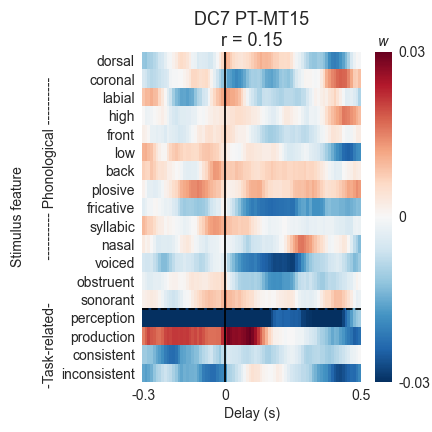 DC7 PT-MT15
r = 0.15
w
dorsal
coronal
labial
high
front
low
back
plosive
fricative
syllabic
nasal
voiced
obstruent
sonorant
perception
production
consistent
inconsistent
Stimulus feature
---------- Phonological ----------
-Task-related-
-0.3
0
0.5
Delay (s)
0.03
0
-0.03